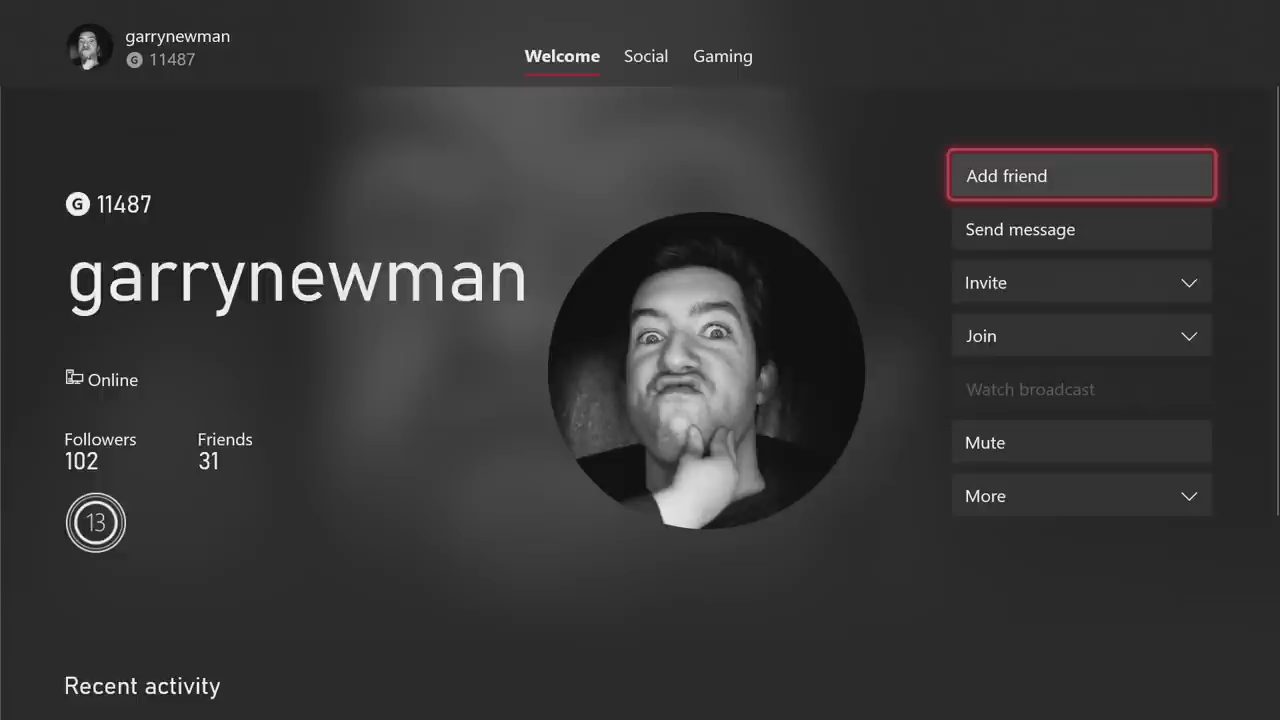 garrynewman
G 11487
Welcome Social Gaming
G 11487
garrynewman
Online
Followers Friends
102 31
13
Recent activity
Add friend
Send message
Invite
Join
Watch broadcast
Mute
More